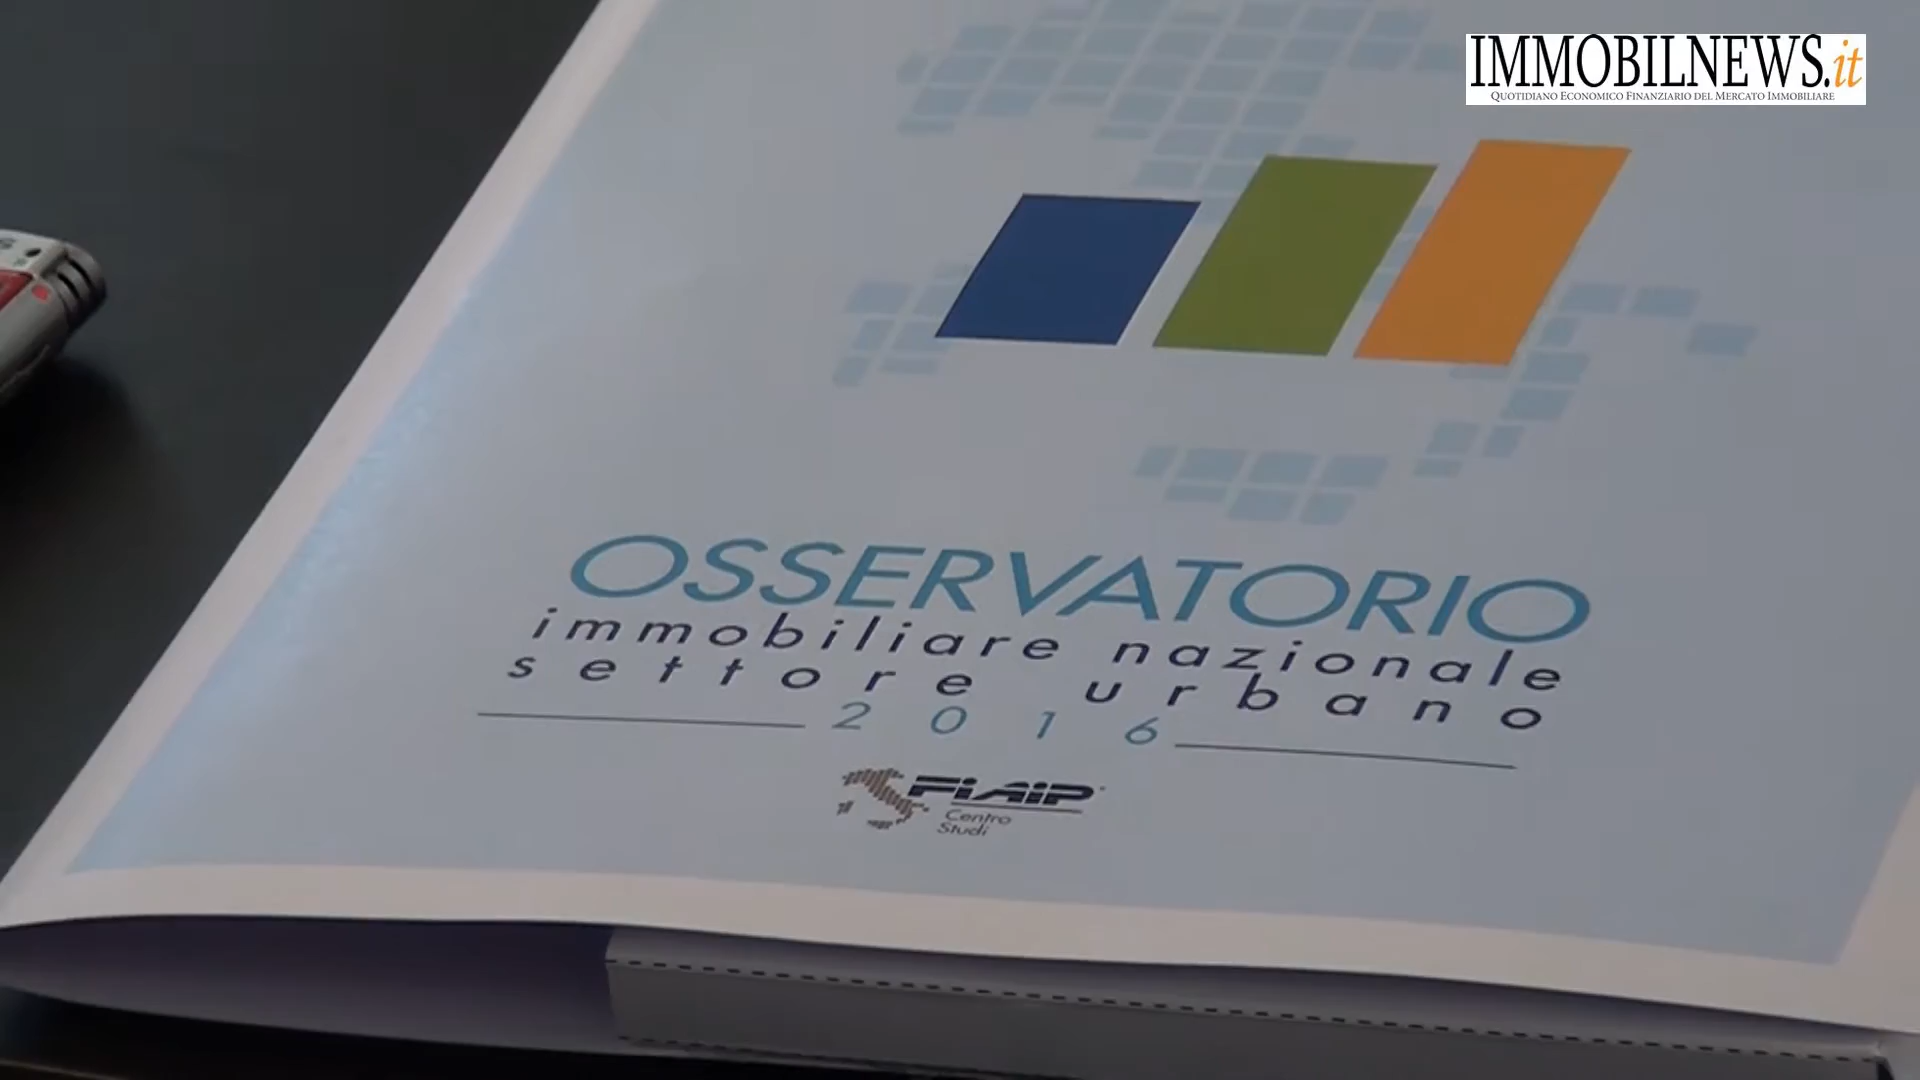 IMMOBILNEWS.it
QUOTIDIANO ECONOMICO FINANZIARIO DEL MERCATO IMMOBILIARE
OSSERVATORIO
immobiliare nazionale
settore urbano
2016
FIAIP
Centro
Studi